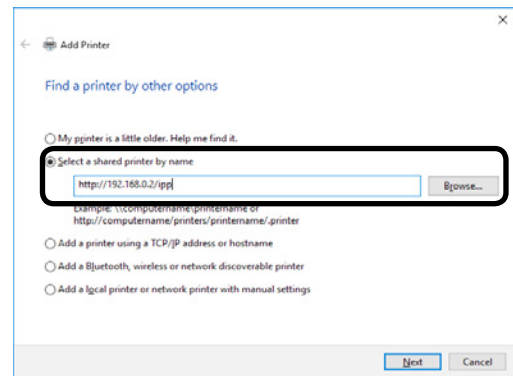 Add Printer
Find a printer by other options
My printer is a little older. Help me find it.
Select a shared printer by name
http://192.168.0.2/ipp
Browse...
Example: \\computername\printername or
http://computername/printers/printername/.printer
Add a printer using a TCP/IP address or hostname
Add a Bluetooth, wireless or network discoverable printer
Add a local printer or network printer with manual settings
Next
Cancel